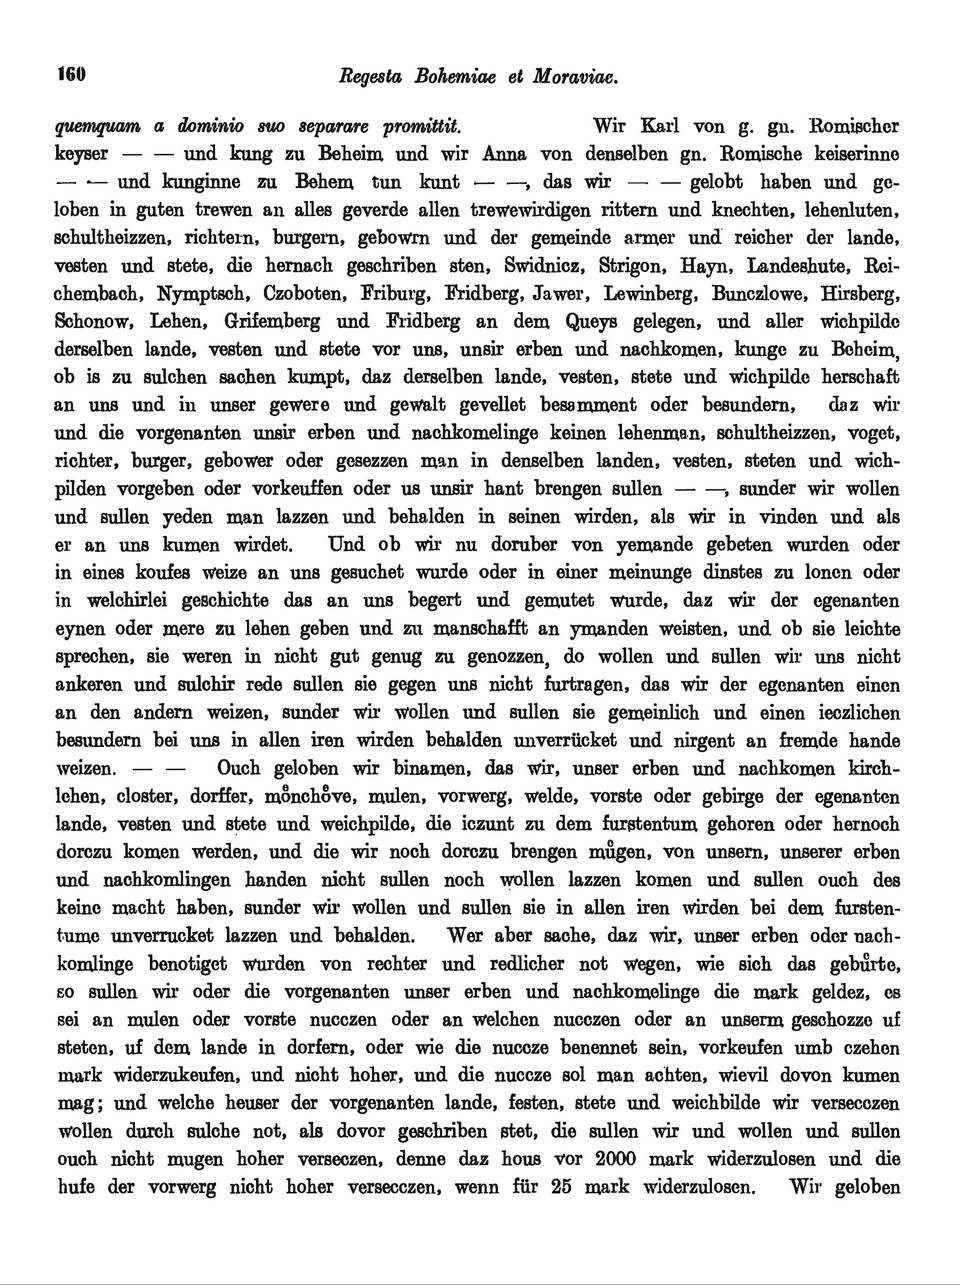 160 Regesta Bohemiae et Moraviae.
quemquam a dominio suo separare promittit. Wir Karl von g. gn. Romischer
keyser — — und kung zu Beheim und wir Anna von denselben gn. Romische keiserinne
— — und kunginne zu Behem tun kunt — —, das wir — — gelobt haben und ge-
loben in guten trewen an alles geverde allen trewewirdigen rittern und knechten, lehenluten,
schultheizzen, richtern, burgern, gebowrn und der gemeinde armer und reicher der lande,
vesten und stete, die hernach geschriben sten, Swidnicz, Strigon, Hayn, Landeshute, Rei-
chembach, Nymptsch, Czoboten, Friburg, Fridberg, Jawer, Lewinberg, Bunczlowe, Hirsberg,
Schonow, Lehen, Grifemberg und Fridberg an dem Queys gelegen, und aller wichpilde
derselben lande, vesten und stete vor uns, unsir erben und nachkomen, kunge zu Beheim,
ob is zu sulchen sachen kumpt, daz derselben lande, vesten, stete und wichpilde herschaft
an uns und in unser gewere und gewalt gevellet besamment oder besundern, daz wir
und die vorgenanten unsir erben und nachkomelinge keinen lehenman, schultheizzen, voget,
richter, burger, gebower oder gesezzen man in denselben landen, vesten, steten und wich-
pilden vorgeben oder vorkeuffen oder us unsir hant brengen sullen — —, sunder wir wollen
und sullen yeden man lazzen und behalden in seinen wirden, als wir in vinden und als
er an uns kumen wirdet. Und ob wir nu doruber von yemande gebeten wurden oder
in eines koufes weize an uns gesuchet wurde oder in einer meinunge dinstes zu lonen oder
in welchirlei geschichte das an uns begert und gemutet wurde, daz wir der egenanten
eynen oder mere zu lehen geben und zu manschafft an ymanden weisten, und ob sie leichte
sprechen, sie weren in nicht gut genug zu genozzen, do wollen und sullen wir uns nicht
ankeren und sulchir rede sullen sie gegen uns nicht furtragen, das wir der egenanten einen
an den andern weizen, sunder wir wollen und sullen sie gemeinlich und einen ieczlichen
besundern bei uns in allen iren wirden behalden unverrücket und nirgent an fremde hande
weizen. — — Ouch geloben wir binamen, das wir, unser erben und nachkomen kirch-
lehen, closter, dorffer, mo̊ncho̊ve, mulen, vorwerg, welde, vorste oder gebirge der egenanten
lande, vesten und stete und weichpilde, die iczunt zu dem furstentum gehoren oder hernoch
dorczu komen werden, und die wir noch dorczu brengen můgen, von unsern, unserer erben
und nachkomlingen handen nicht sullen noch wollen lazzen komen und sullen ouch des
keine macht haben, sunder wir wollen und sullen sie in allen iren wirden bei dem fursten-
tume unverrucket lazzen und behalden. Wer aber sache, daz wir, unser erben oder nach-
komlinge benotiget wurden von rechter und redlicher not wegen, wie sich das gebůrte,
so sullen wir oder die vorgenanten unser erben und nachkomelinge die mark geldez, es
sei an mulen oder vorste nucczen oder an welchen nucczen oder an unserm geschozze uf
steten, uf dem lande in dorfern, oder wie die nuccze benennet sein, vorkeufen umb czehen
mark widerzukeufen, und nicht hoher, und die nuccze sol man achten, wievil dovon kumen
mag; und welche heuser der vorgenanten lande, festen, stete und weichbilde wir versecczen
wollen durch sulche not, als dovor geschriben stet, die sullen wir und wollen und sullen
ouch nicht mugen hoher verseczen, denne daz hous vor 2000 mark widerzulosen und die
hufe der vorwerg nicht hoher versecczen, wenn für 25 mark widerzulosen. Wir geloben